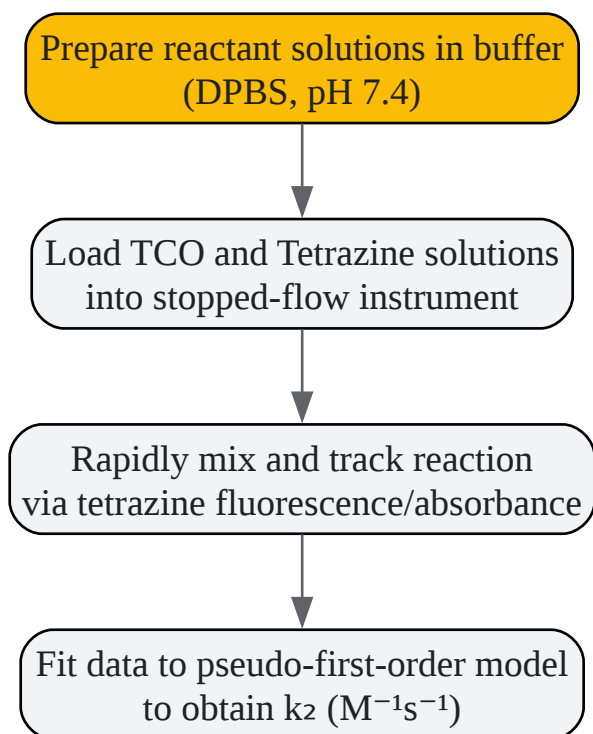 Prepare reactant solutions in buffer
(DPBS, pH 7.4)
Load TCO and Tetrazine solutions
into stopped-flow instrument
Rapidly mix and track reaction
via tetrazine fluorescence/absorbance
Fit data to pseudo-first-order model
to obtain k₂ (M⁻¹s⁻¹)